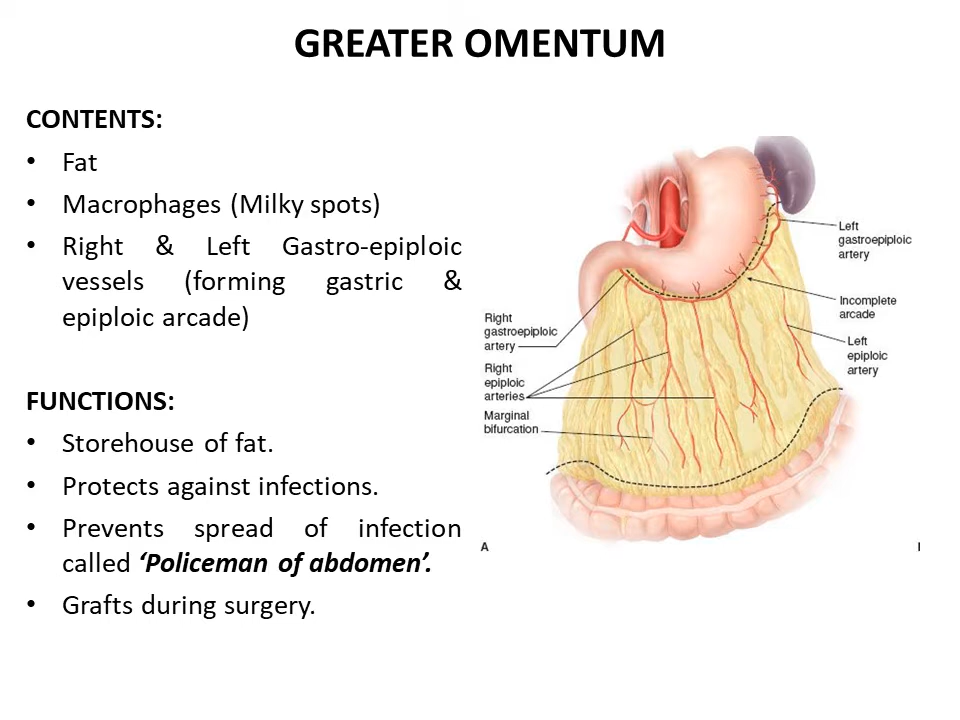 GREATER OMENTUM
CONTENTS:
• Fat
• Macrophages (Milky spots)
• Right & Left Gastro-epiploic
vessels (forming gastric &
epiploic arcade)
FUNCTIONS:
• Storehouse of fat.
• Protects against infections.
• Prevents spread of infection
called ‘Policeman of abdomen’.
• Grafts during surgery.
Left
gastroepiploic
artery
Incomplete
arcade
Left
epiploic
artery
Right
gastroepiploic
artery
Right
epiploic
arteries
Marginal
bifurcation
A